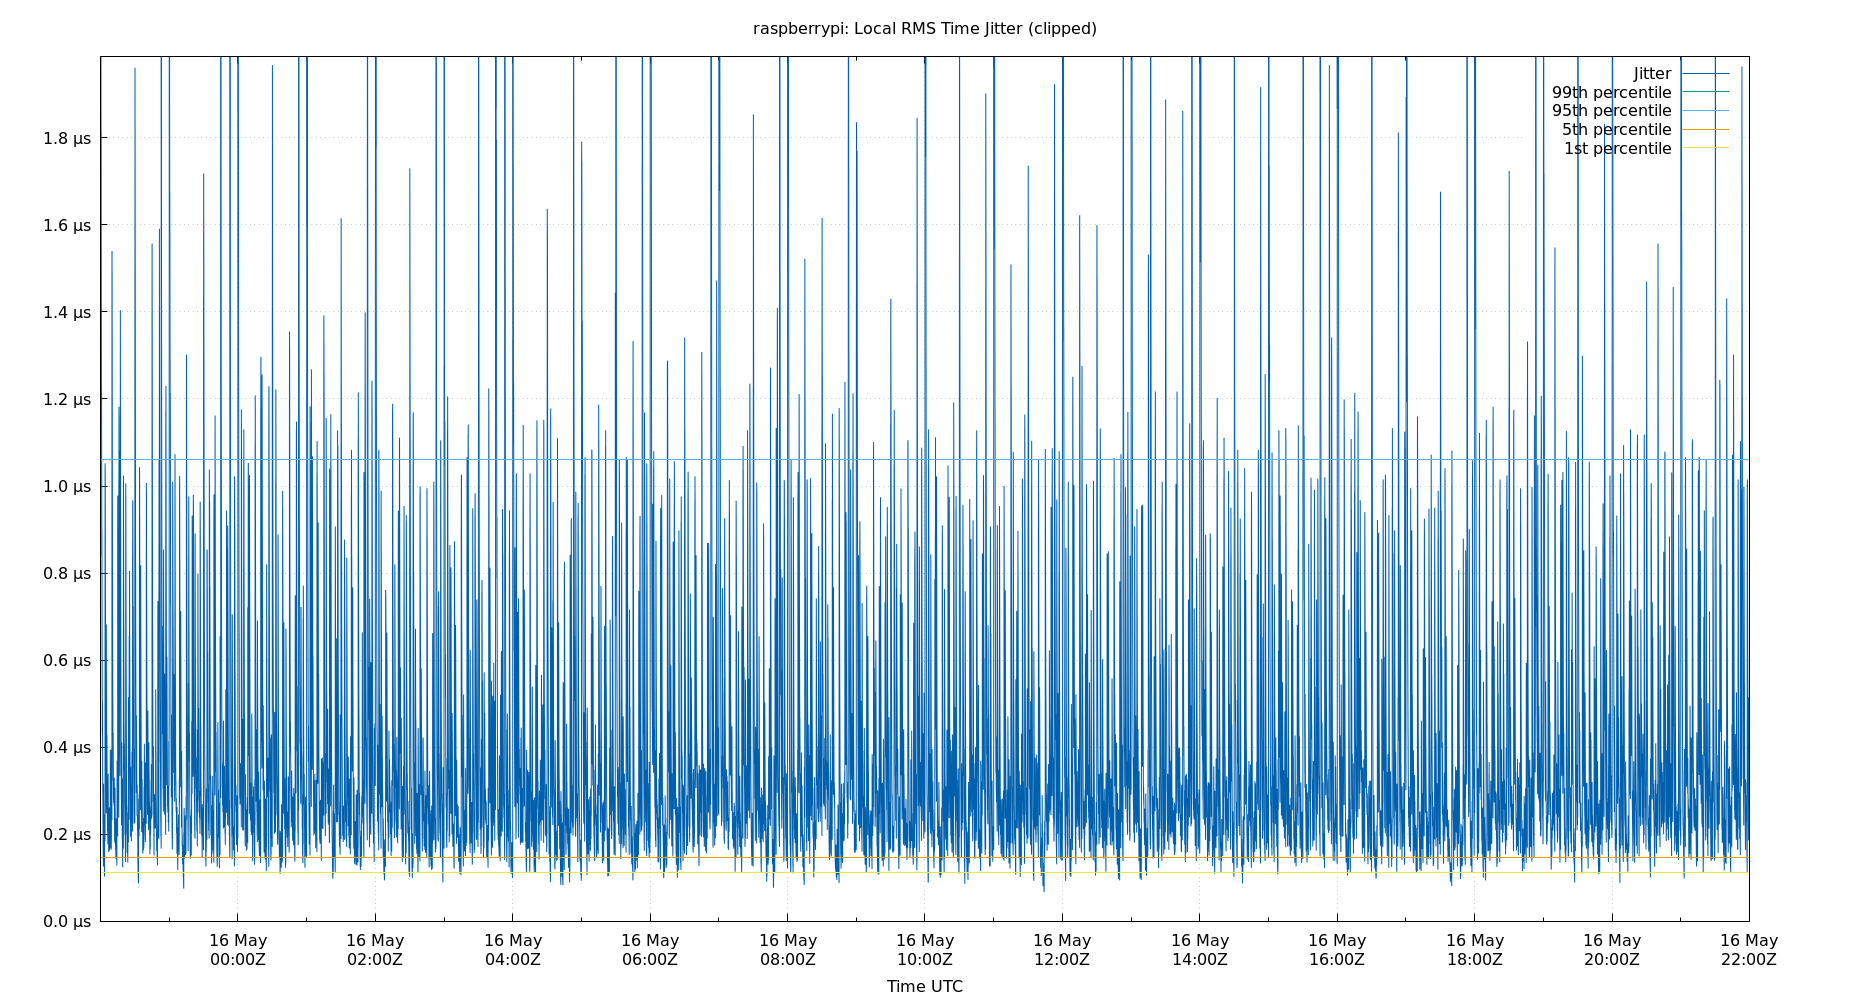 raspberrypi: Local RMS Time Jitter (clipped)
Jitter
99th percentile
95th percentile
5th percentile
1st percentile
1.8 µs
1.6 µs
1.4 µs
1.2 µs
1.0 µs
0.8 µs
0.6 µs
0.4 µs
0.2 µs
0.0 µs
16 May 16 May 16 May 16 May 16 May 16 May 16 May 16 May 16 May 16 May 16 May 16 May
00:00Z 02:00Z 04:00Z 06:00Z 08:00Z 10:00Z 12:00Z 14:00Z 16:00Z 18:00Z 20:00Z 22:00Z
Time UTC